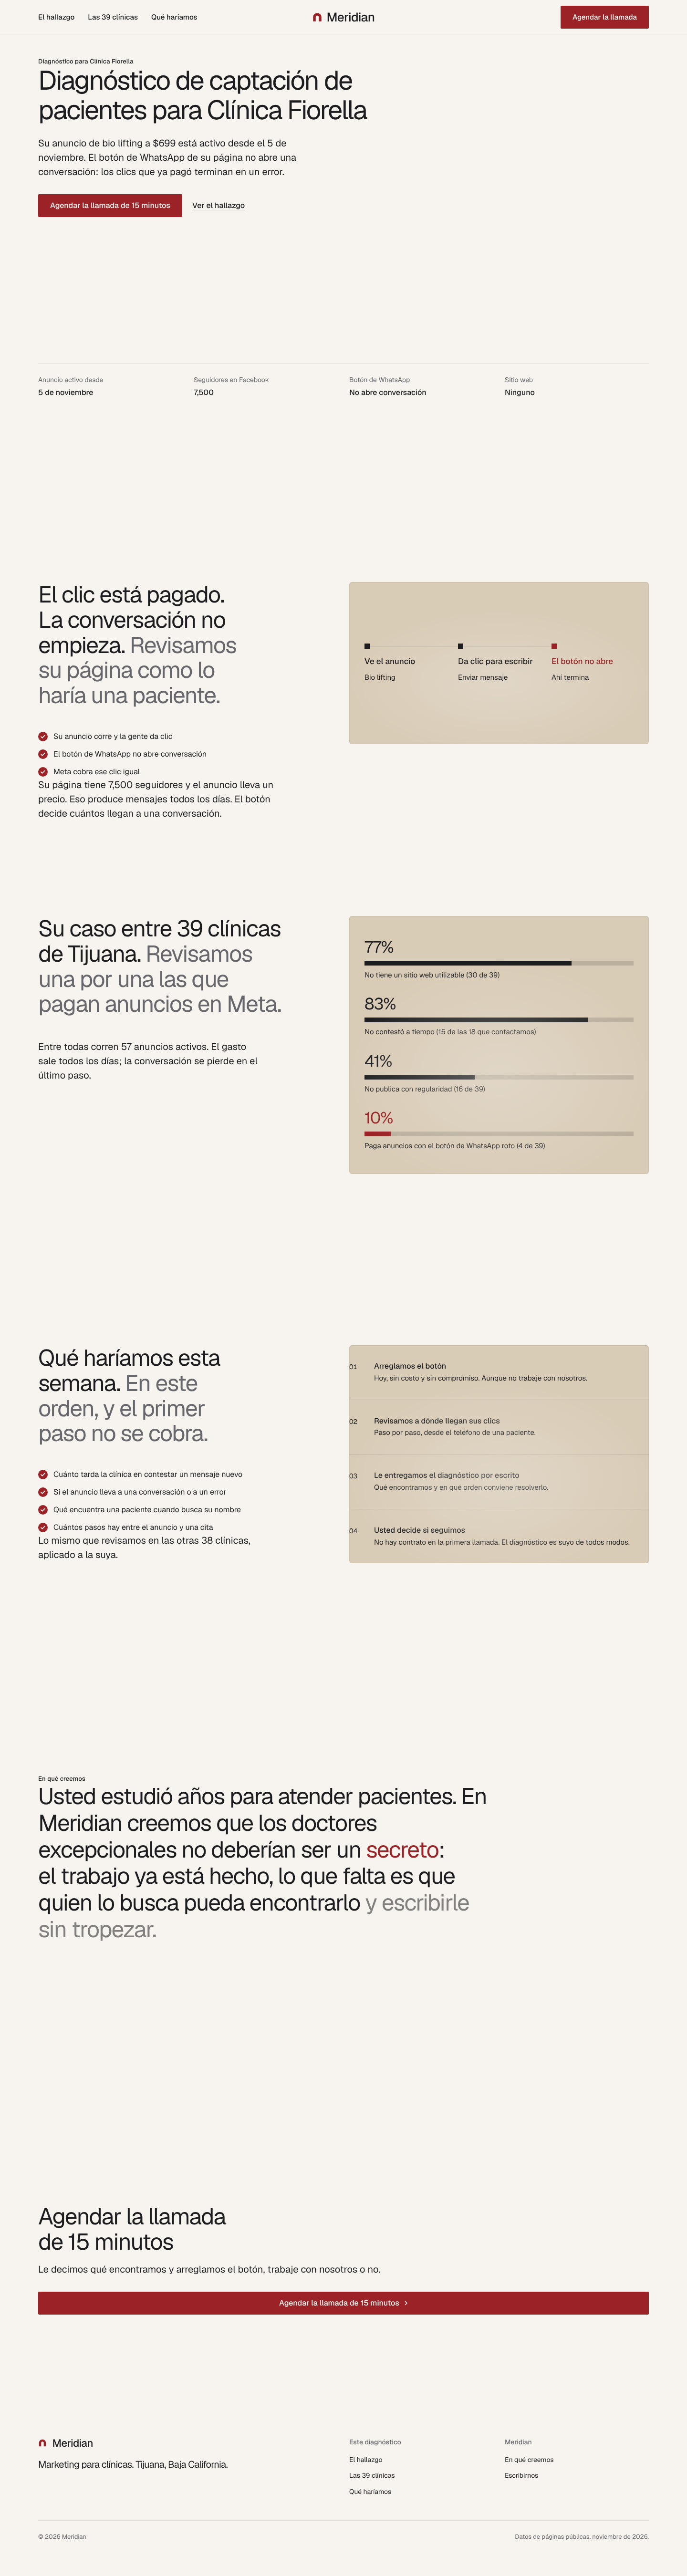 El hallazgo
Las 39 clínicas
Qué haríamos
Meridian
Agendar la llamada
Diagnóstico para Clínica Fiorella
Diagnóstico de captación de
pacientes para Clínica Fiorella
Su anuncio de bio lifting a $699 está activo desde el 5 de
noviembre. El botón de WhatsApp de su página no abre una
conversación: los clics que ya pagó terminan en un error.
Agendar la llamada de 15 minutos
Ver el hallazgo
Anuncio activo desde
5 de noviembre
Seguidores en Facebook
7,500
Botón de WhatsApp
No abre conversación
Sitio web
Ninguno
El clic está pagado.
La conversación no
empieza. Revisamos
su página como lo
haría una paciente.
Su anuncio corre y la gente da clic
El botón de WhatsApp no abre conversación
Meta cobra ese clic igual
Su página tiene 7,500 seguidores y el anuncio lleva un
precio. Eso produce mensajes todos los días. El botón
decide cuántos llegan a una conversación.
Ve el anuncio
Bio lifting
Da clic para escribir
Enviar mensaje
El botón no abre
Ahí termina
Su caso entre 39 clínicas
de Tijuana. Revisamos
una por una las que
pagan anuncios en Meta.
Entre todas corren 57 anuncios activos. El gasto
sale todos los días; la conversación se pierde en el
último paso.
77%
No tiene un sitio web utilizable (30 de 39)
83%
No contestó a tiempo (15 de las 18 que contactamos)
41%
No publica con regularidad (16 de 39)
10%
Paga anuncios con el botón de WhatsApp roto (4 de 39)
Qué haríamos esta
semana. En este
orden, y el primer
paso no se cobra.
Cuánto tarda la clínica en contestar un mensaje nuevo
Si el anuncio lleva a una conversación o a un error
Qué encuentra una paciente cuando busca su nombre
Cuántos pasos hay entre el anuncio y una cita
Lo mismo que revisamos en las otras 38 clínicas,
aplicado a la suya.
01
Arreglamos el botón
Hoy, sin costo y sin compromiso. Aunque no trabaje con nosotros.
02
Revisamos a dónde llegan sus clics
Paso por paso, desde el teléfono de una paciente.
03
Le entregamos el diagnóstico por escrito
Qué encontramos y en qué orden conviene resolverlo.
04
Usted decide si seguimos
No hay contrato en la primera llamada. El diagnóstico es suyo de todos modos.
En qué creemos
Usted estudió años para atender pacientes. En
Meridian creemos que los doctores
excepcionales no deberían ser un secreto:
el trabajo ya está hecho, lo que falta es que
quien lo busca pueda encontrarlo y escribirle
sin tropezar.
Agendar la llamada
de 15 minutos
Le decimos qué encontramos y arreglamos el botón, trabaje con nosotros o no.
Agendar la llamada de 15 minutos ›
Meridian
Marketing para clínicas. Tijuana, Baja California.
Este diagnóstico
El hallazgo
Las 39 clínicas
Qué haríamos
Meridian
En qué creemos
Escribirnos
© 2026 Meridian
Datos de páginas públicas, noviembre de 2026.